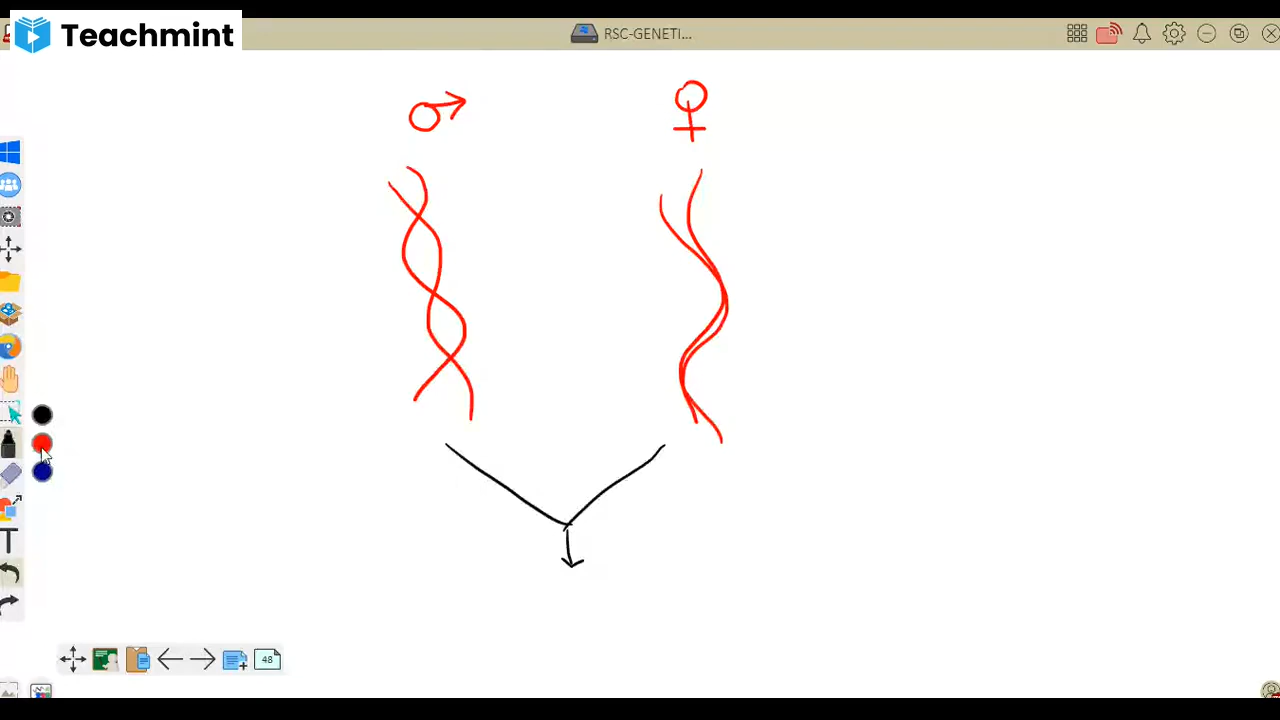 Teachmint
RSC-GENETI...
♂ ♀
T
48